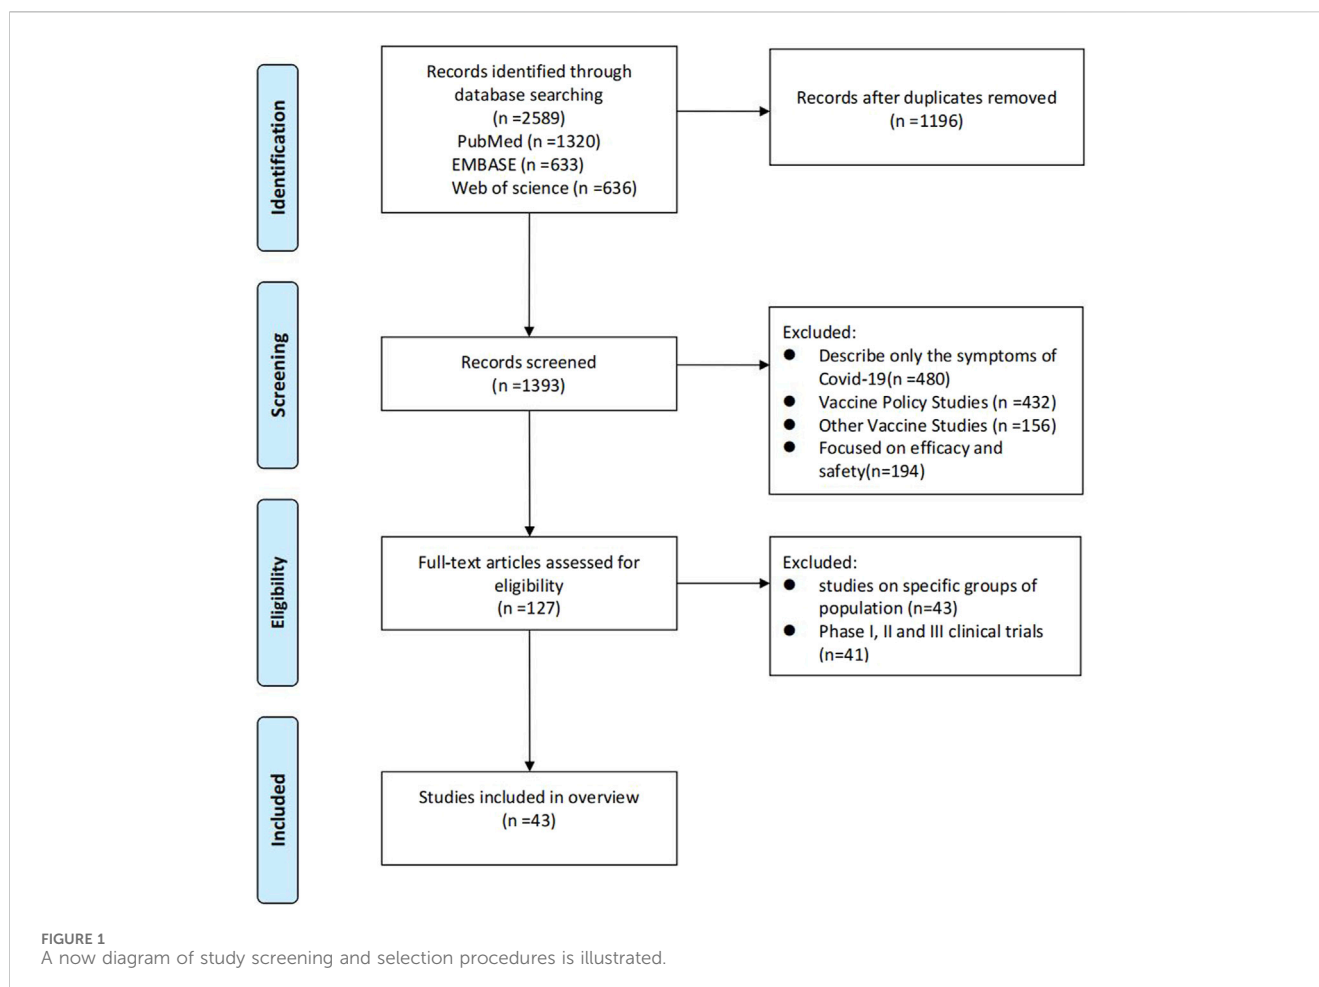 Identification
Records identified through
database searching
(n =2589)
PubMed (n =1320)
EMBASE (n =633)
Web of science (n =636)
Records after duplicates removed
(n =1196)
Screening
Records screened
(n =1393)
Excluded:
● Describe only the symptoms of
Covid-19(n =480)
● Vaccine Policy Studies (n =432)
● Other Vaccine Studies (n =156)
● Focused on efficacy and
safety(n=194)
Eligibility
Full-text articles assessed for
eligibility
(n =127)
Excluded:
● studies on specific groups of
population (n=43)
● Phase I, II and III clinical trials
(n=41)
Included
Studies included in overview
(n =43)
FIGURE 1
A now diagram of study screening and selection procedures is illustrated.